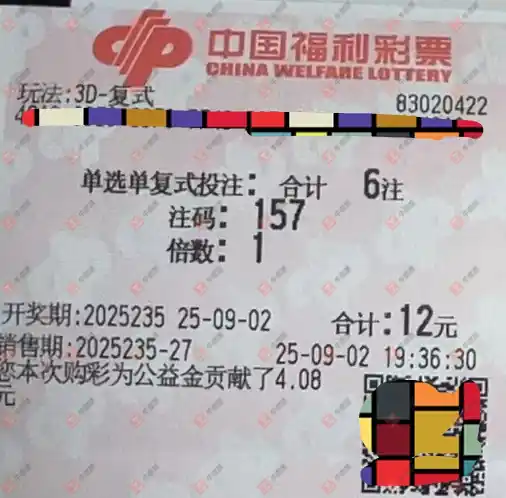 中国福利彩票
CHINA WELFARE LOTTERY
玩法:3D-复式
83020422
单选单复式投注: 合计 6注
注码: 157
倍数: 1
开奖期:2025235 25-09-02 合计:12元
销售期:2025235-27 25-09-02 19:36:30
您本次购彩为公益金贡献了4.08
元